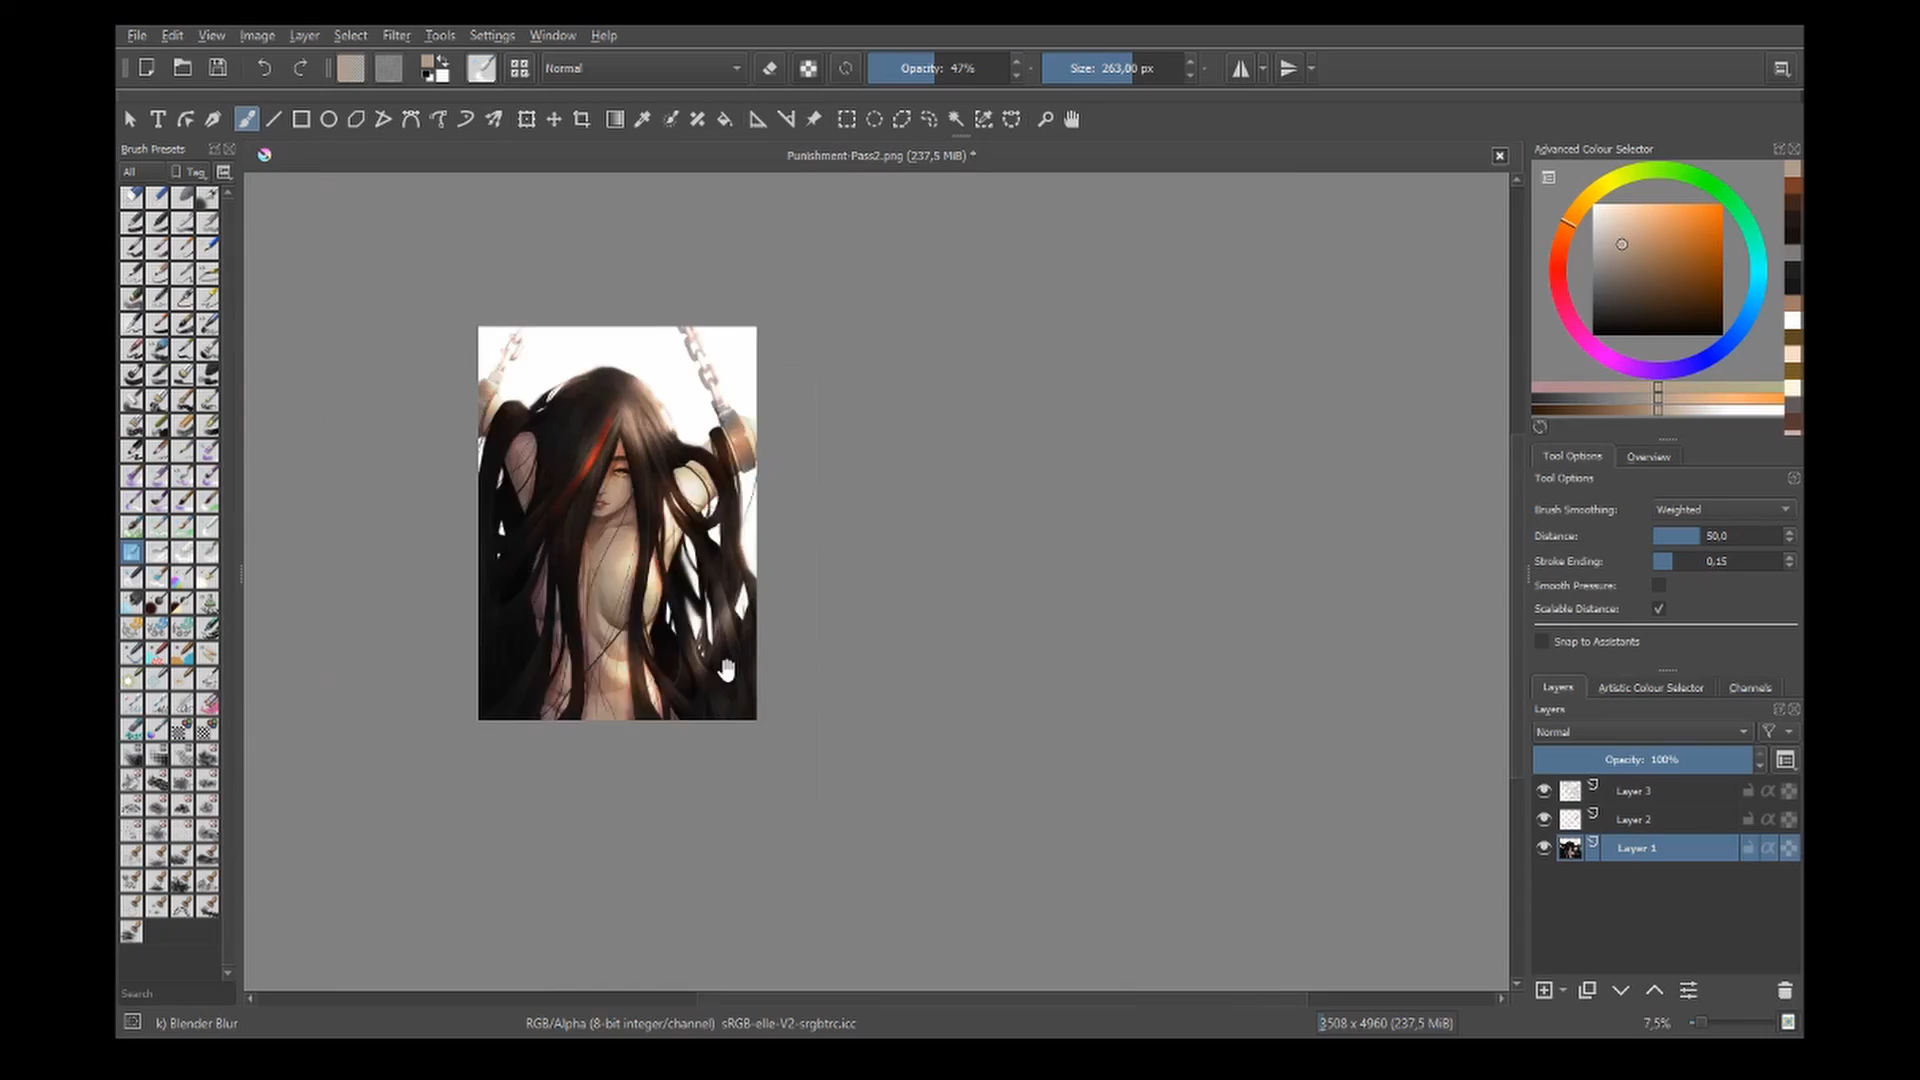 File Edit View Image Layer Select Filter Tools Settings Window Help
Normal
Opacity: 47%
Size: 263,00 px
Brush Presets
All
Tag
Punishment-Pass2.png (237,5 MiB) *
Advanced Colour Selector
Tool Options
Overview
Tool Options
Brush Smoothing:
Weighted
Distance:
50,0
Stroke Ending:
0,15
Smooth Pressure:
Scalable Distance:
Snap to Assistants
Layers
Artistic Colour Selector
Channels
Layers
Normal
Opacity: 100%
Layer 3
Layer 2
Layer 1
Search
k) Blender Blur
RGB/Alpha (8-bit integer/channel) sRGB-elle-V2-srgbtrc.icc
3508 x 4960 (237,5 MiB)
7,5%